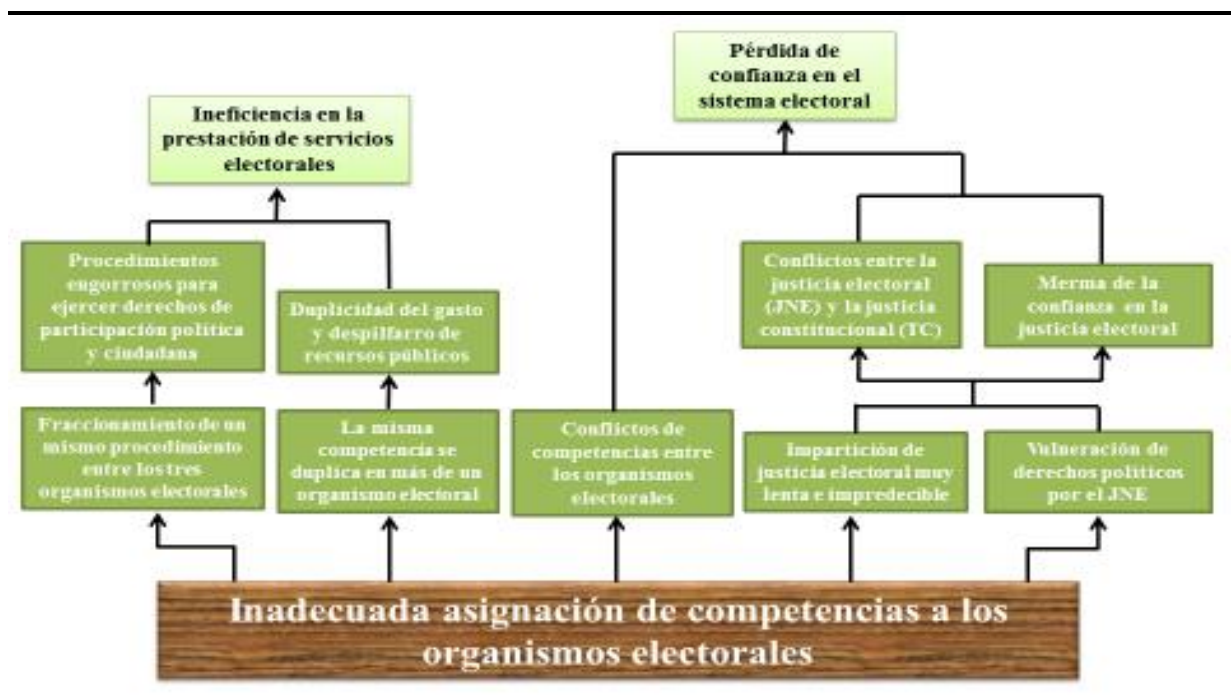 Pérdida de
confianza en el
sistema electoral
Ineficiencia en la
prestación de servicios
electorales
Procedimientos
engorrosos para
ejercer derechos de
participación política
y ciudadana
Duplicidad del gasto
y despilfarro de
recursos públicos
Conflictos entre la
justicia electoral
(JNE) y la justicia
constitucional (TC)
Merma de la
confianza en la
justicia electoral
Fraccionamiento de un
mismo procedimiento
entre los tres
organismos electorales
La misma
competencia se
duplica en más de un
organismo electoral
Conflictos de
competencias entre
los organismos
electorales
Impartición de
justicia electoral muy
lenta e impredecible
Vulneración de
derechos políticos
por el JNE
Inadecuada asignación de competencias a los
organismos electorales